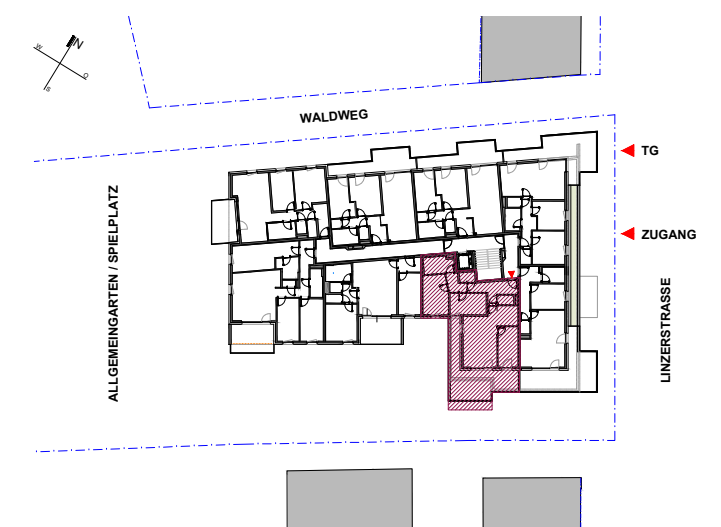 N
W
O
S
WALDWEG
TG
ZUGANG
ALLGEMEINGARTEN / SPIELPLATZ
LINZERSTRASSE